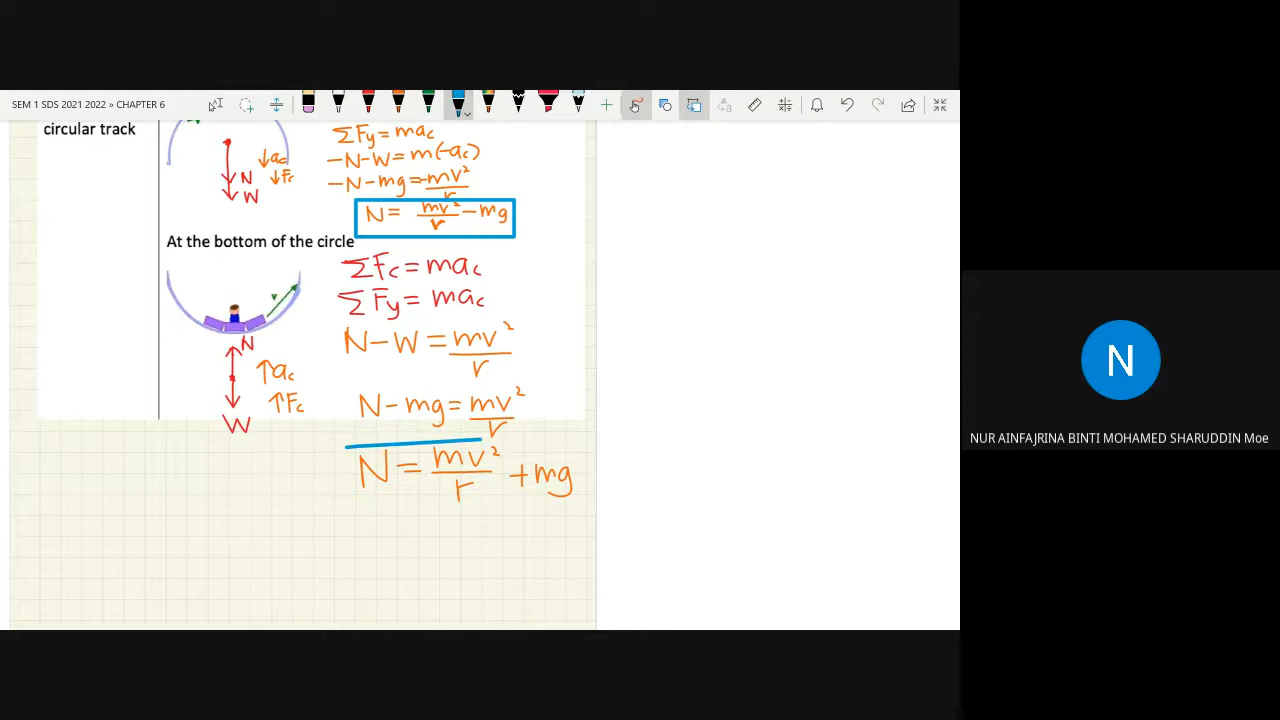 SEM 1 SDS 2021 2022 » CHAPTER 6
circular track
ΣFy = mac
-N-W = m(-ac)
-N-mg = -mv²/r
N = mv²/r - mg
↓ac
↓Fc
N
W
At the bottom of the circle
ΣFc = mac
ΣFy = mac
N-W = mv²/r
N-mg = mv²/r
N = mv²/r + mg
v
N
↑ac
↑Fc
W
N
NUR AINFAJRINA BINTI MOHAMED SHARUDDIN Moe